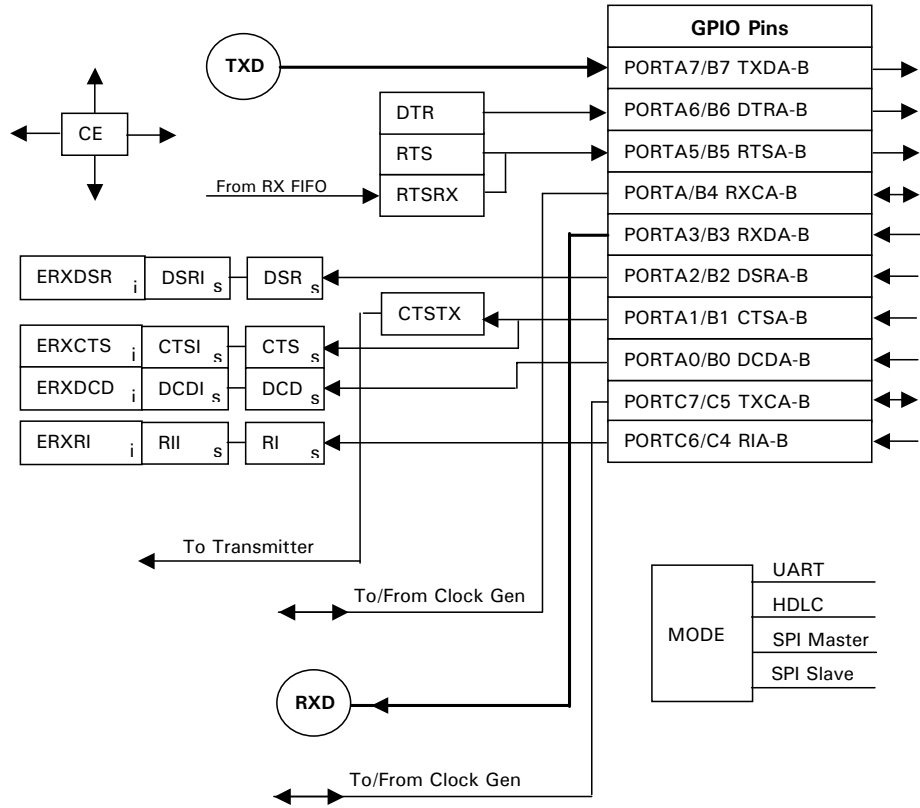 GPIO Pins
TXD
PORTA7/B7 TXDA-B
CE
DTR
PORTA6/B6 DTRA-B
RTS
PORTA5/B5 RTSA-B
From RX FIFO
RTSRX
PORTA/B4 RXCA-B
PORTA3/B3 RXDA-B
ERXDSR i
DSRI s
DSR s
PORTA2/B2 DSRA-B
CTSTX
PORTA1/B1 CTSA-B
ERXCTS i
CTSI s
CTS s
PORTA0/B0 DCDA-B
ERXDCD i
DCDI s
DCD s
PORTC7/C5 TXCA-B
ERXRI i
RII s
RI s
PORTC6/C4 RIA-B
To Transmitter
To/From Clock Gen
MODE
UART
HDLC
SPI Master
SPI Slave
RXD
To/From Clock Gen